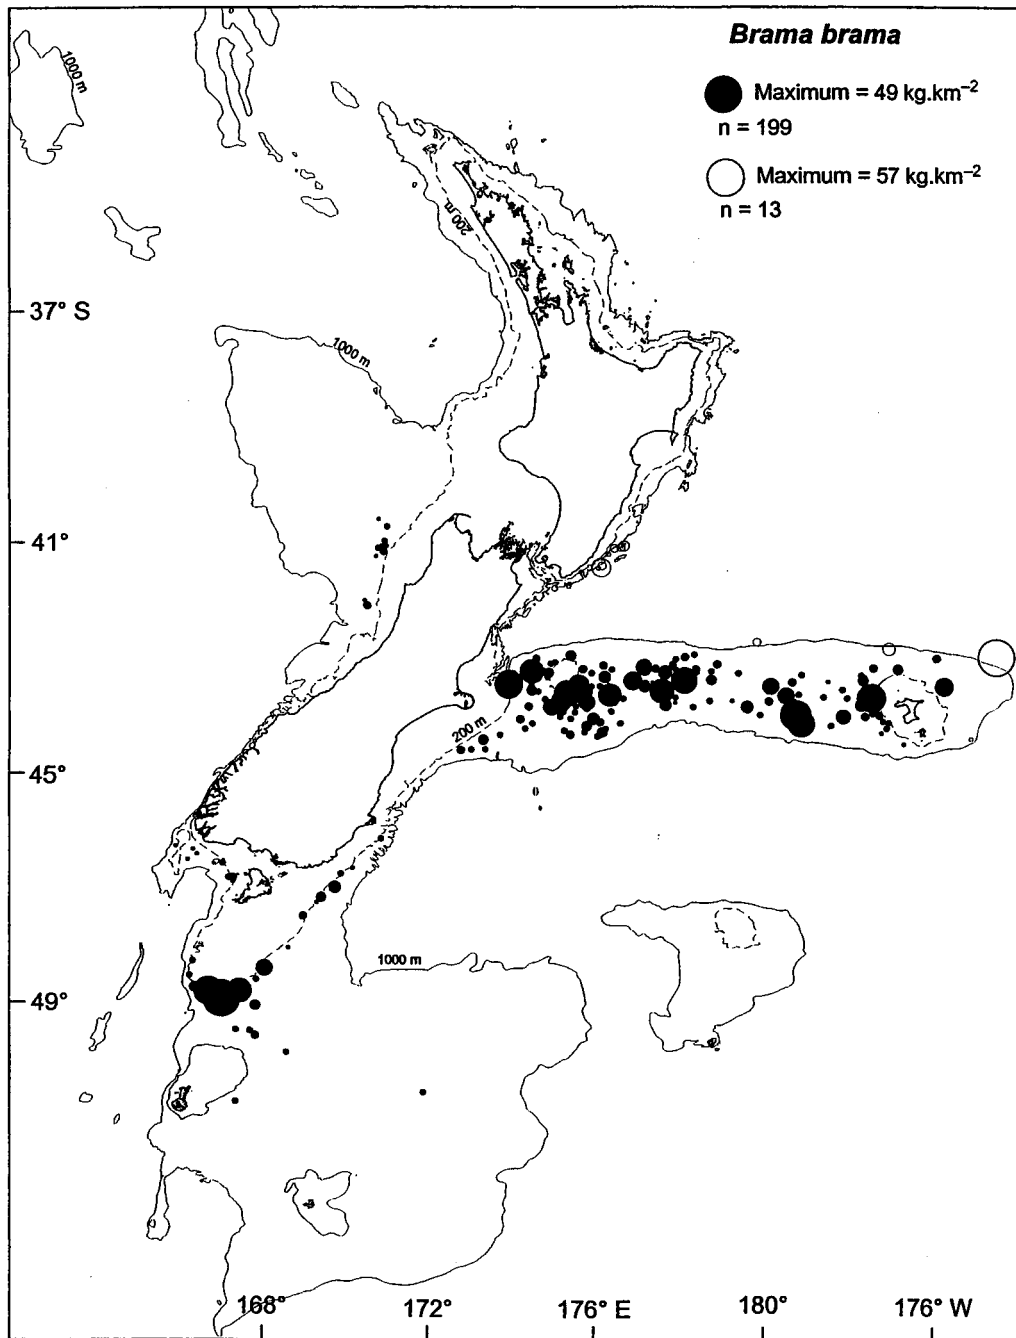 Brama brama
Maximum = 49 kg.km⁻²
n = 199
Maximum = 57 kg.km⁻²
n = 13
1000 m
200 m
37° S
1000 m
41°
200 m
45°
1000 m
49°
168° 172° 176° E 180° 176° W